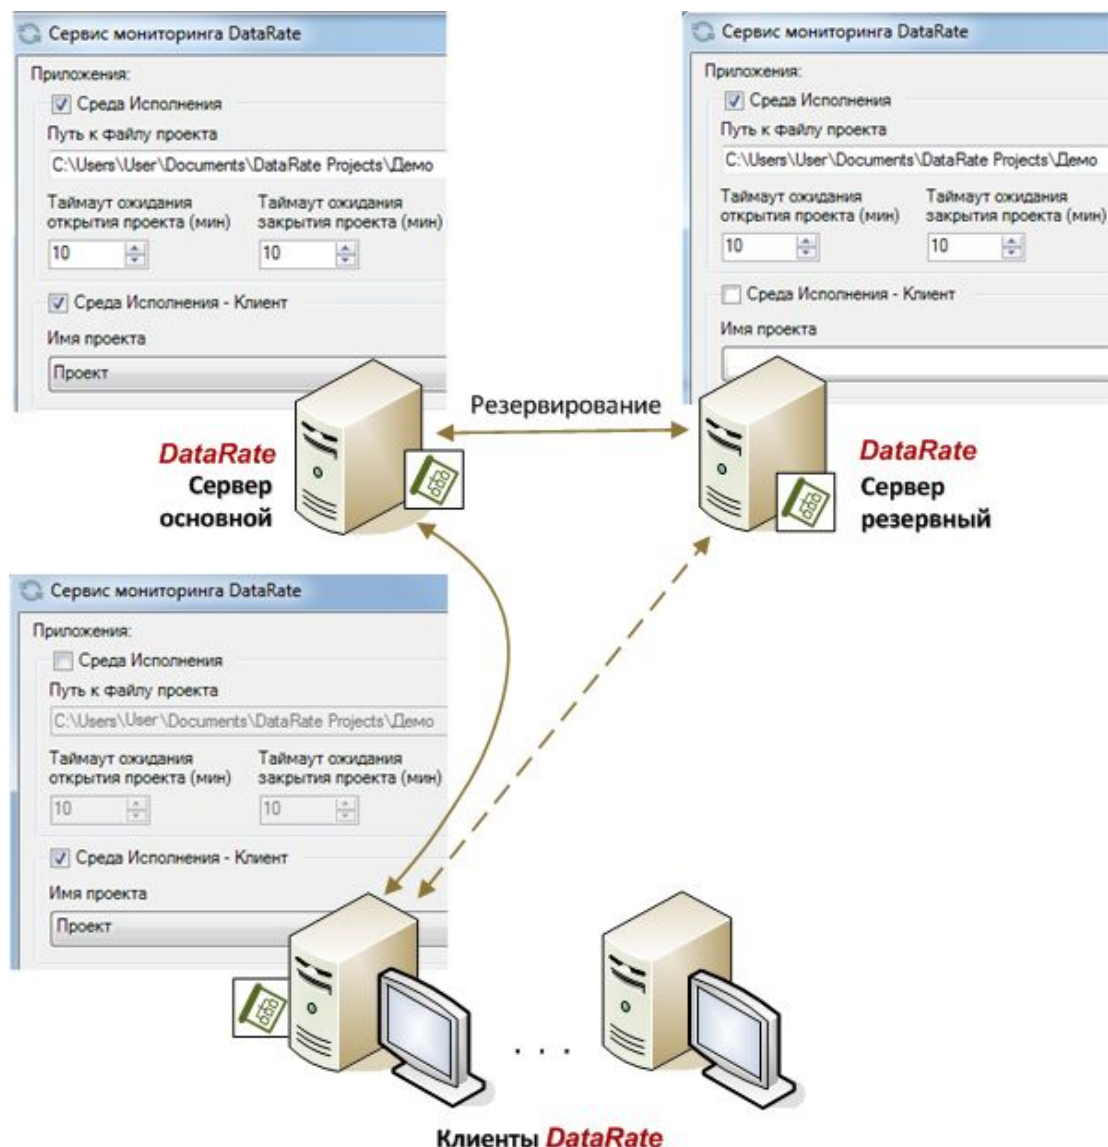 Сервис мониторинга DataRate
Приложения:
Среда Исполнения
Путь к файлу проекта
C:\Users\User\Documents\DataRate Projects\Демо
Таймаут ожидания
открытия проекта (мин)
Таймаут ожидания
закрытия проекта (мин)
10
10
Среда Исполнения - Клиент
Имя проекта
Проект
Сервис мониторинга DataRate
Приложения:
Среда Исполнения
Путь к файлу проекта
C:\Users\User\Documents\DataRate Projects\Демо
Таймаут ожидания
открытия проекта (мин)
Таймаут ожидания
закрытия проекта (мин)
10
10
Среда Исполнения - Клиент
Имя проекта
Резервирование
DataRate
Сервер
основной
DataRate
Сервер
резервный
Сервис мониторинга DataRate
Приложения:
Среда Исполнения
Путь к файлу проекта
C:\Users\User\Documents\DataRate Projects\Демо
Таймаут ожидания
открытия проекта (мин)
Таймаут ожидания
закрытия проекта (мин)
10
10
Среда Исполнения - Клиент
Имя проекта
Проект
. . .
Клиенты DataRate